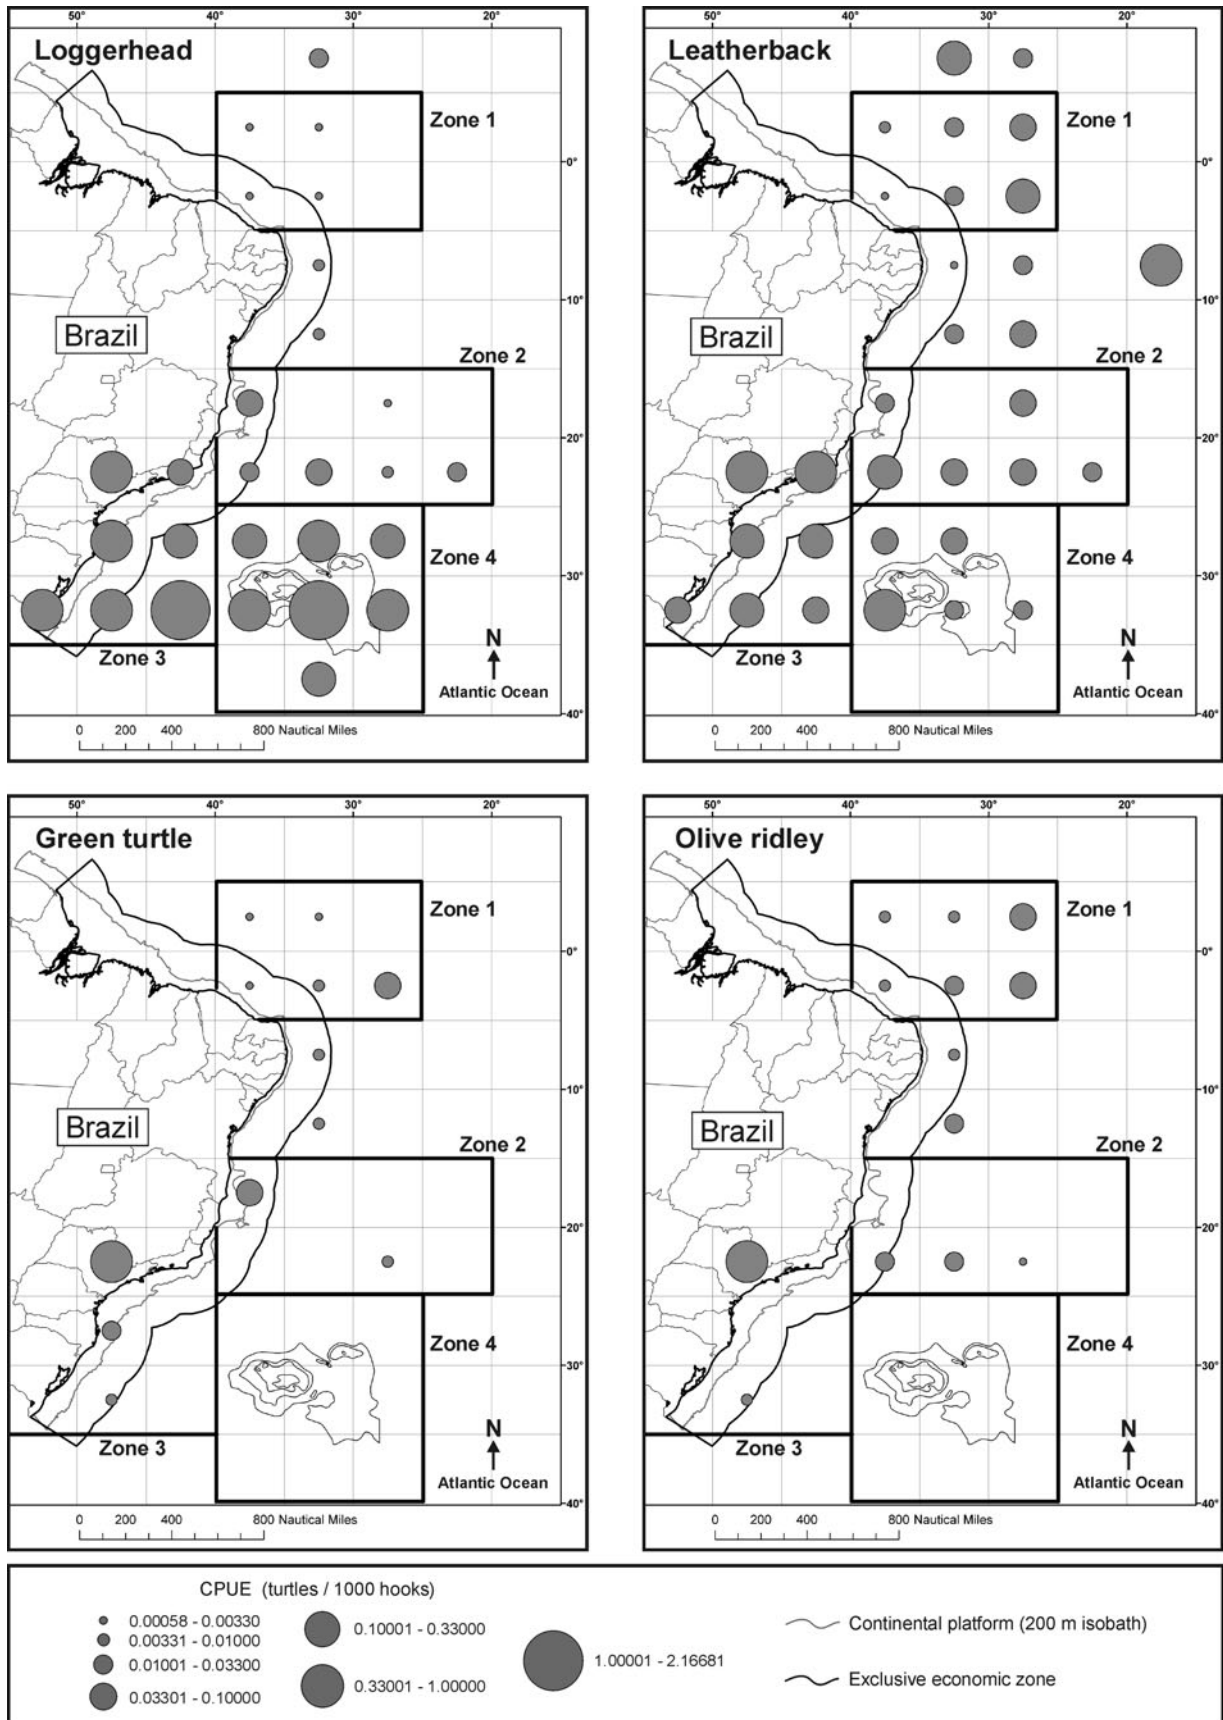 50° 40° 30° 20°
Loggerhead
Zone 1
0°
10°
Brazil
Zone 2
20°
Zone 4
30°
N
Zone 3
Atlantic Ocean
40°
0 200 400 800 Nautical Miles
50° 40° 30° 20°
Leatherback
Zone 1
0°
10°
Brazil
Zone 2
20°
Zone 4
30°
N
Zone 3
Atlantic Ocean
40°
0 200 400 800 Nautical Miles
50° 40° 30° 20°
Green turtle
Zone 1
0°
10°
Brazil
Zone 2
20°
Zone 4
30°
N
Zone 3
Atlantic Ocean
40°
0 200 400 800 Nautical Miles
50° 40° 30° 20°
Olive ridley
Zone 1
0°
10°
Brazil
Zone 2
20°
Zone 4
30°
N
Zone 3
Atlantic Ocean
40°
0 200 400 800 Nautical Miles
CPUE (turtles / 1000 hooks)
0.00058 - 0.00330
0.00331 - 0.01000
0.01001 - 0.03300
0.03301 - 0.10000
0.10001 - 0.33000
0.33001 - 1.00000
1.00001 - 2.16681
Continental platform (200 m isobath)
Exclusive economic zone